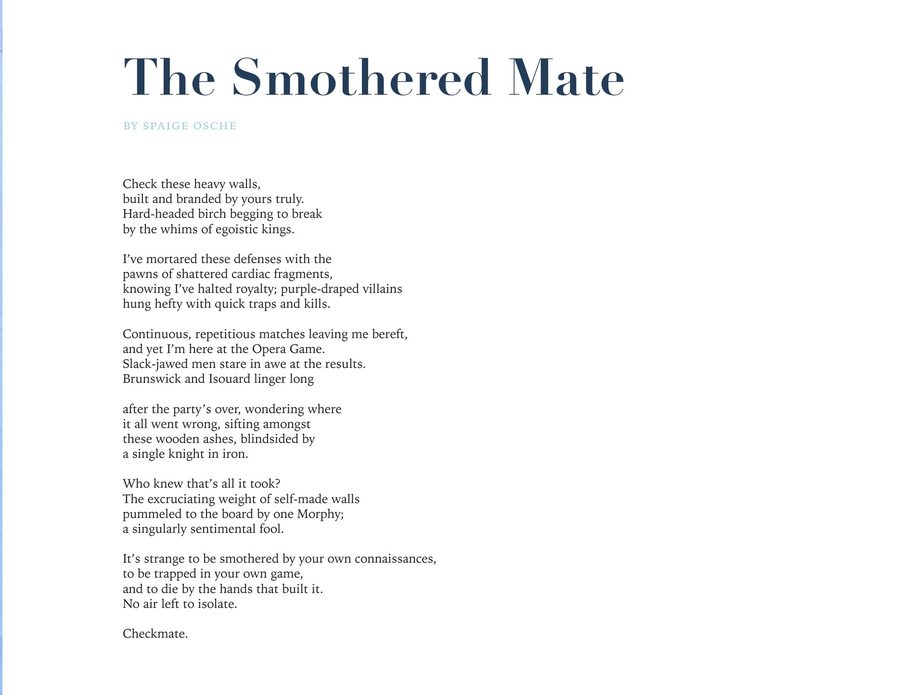 The Smothered Mate
BY SPAIGE OSCHE
Check these heavy walls,
built and branded by yours truly.
Hard-headed birch begging to break
by the whims of egoistic kings.
I've mortared these defenses with the
pawns of shattered cardiac fragments,
knowing I've halted royalty; purple-draped villains
hung hefty with quick traps and kills.
Continuous, repetitious matches leaving me bereft,
and yet I'm here at the Opera Game.
Slack-jawed men stare in awe at the results.
Brunswick and Isouard linger long
after the party's over, wondering where
it all went wrong, sifting amongst
these wooden ashes, blindsided by
a single knight in iron.
Who knew that's all it took?
The excruciating weight of self-made walls
pummeled to the board by one Morphy;
a singularly sentimental fool.
It's strange to be smothered by your own connaissances,
to be trapped in your own game,
and to die by the hands that built it.
No air left to isolate.
Checkmate.